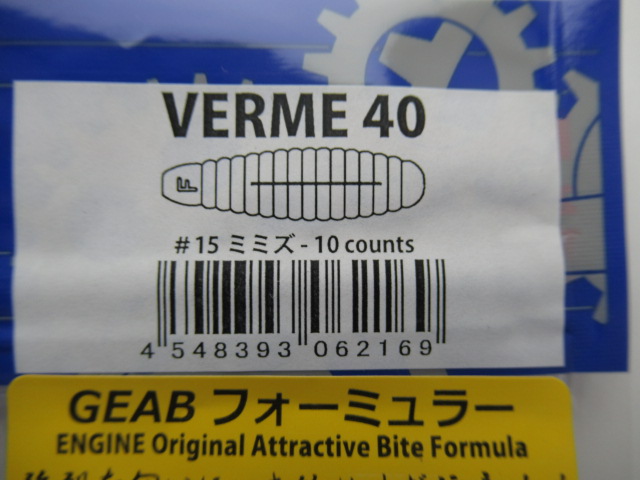 VERME 40
F
#15 ミミズ - 10 counts
4 548393 062169
GEAB フォーミュラー
ENGINE Original Attractive Bite Formula